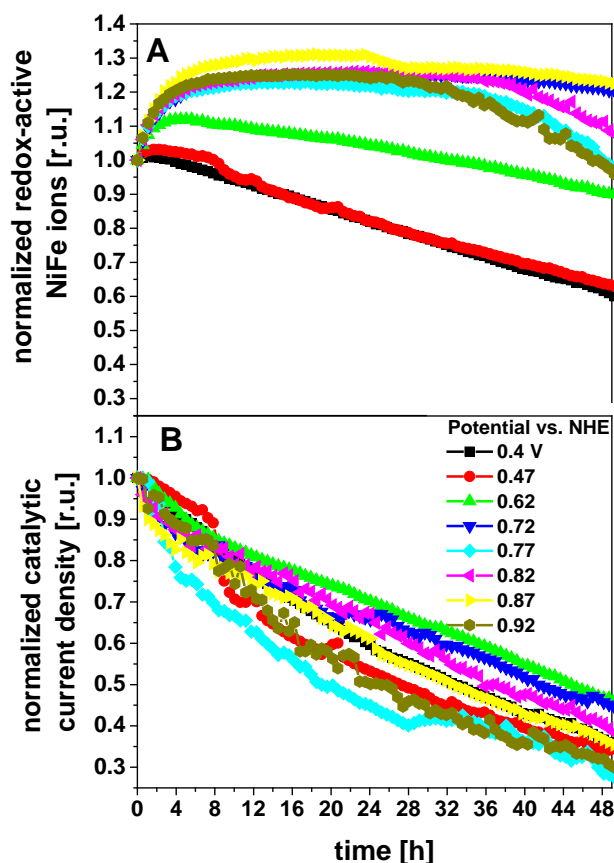 A
normalized redox-active
NiFe ions [r.u.]
1.4
1.3
1.2
1.1
1.0
0.9
0.8
0.7
0.6
0.5
0.4
0.3
B
normalized catalytic
current density [r.u.]
1.1
1.0
0.9
0.8
0.7
0.6
0.5
0.4
0.3
Potential vs. NHE
0.4 V
0.47
0.62
0.72
0.77
0.82
0.87
0.92
0 4 8 12 16 20 24 28 32 36 40 44 48
time [h]